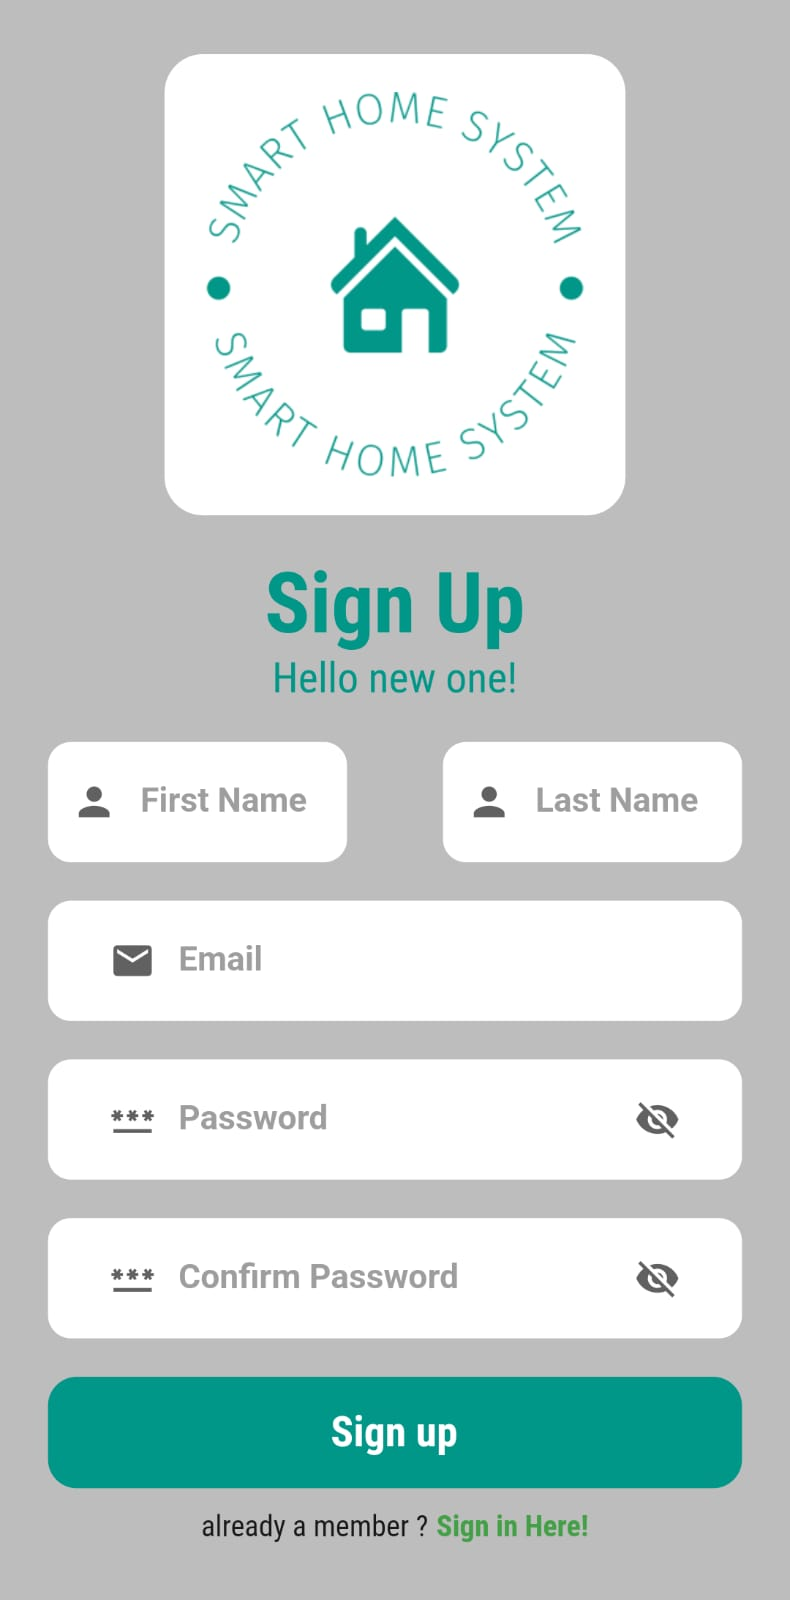 SMART HOME SYSTEM
SMART HOME SYSTEM
Sign Up
Hello new one!
First Name
Last Name
Email
*** Password
*** Confirm Password
Sign up
already a member ? Sign in Here!